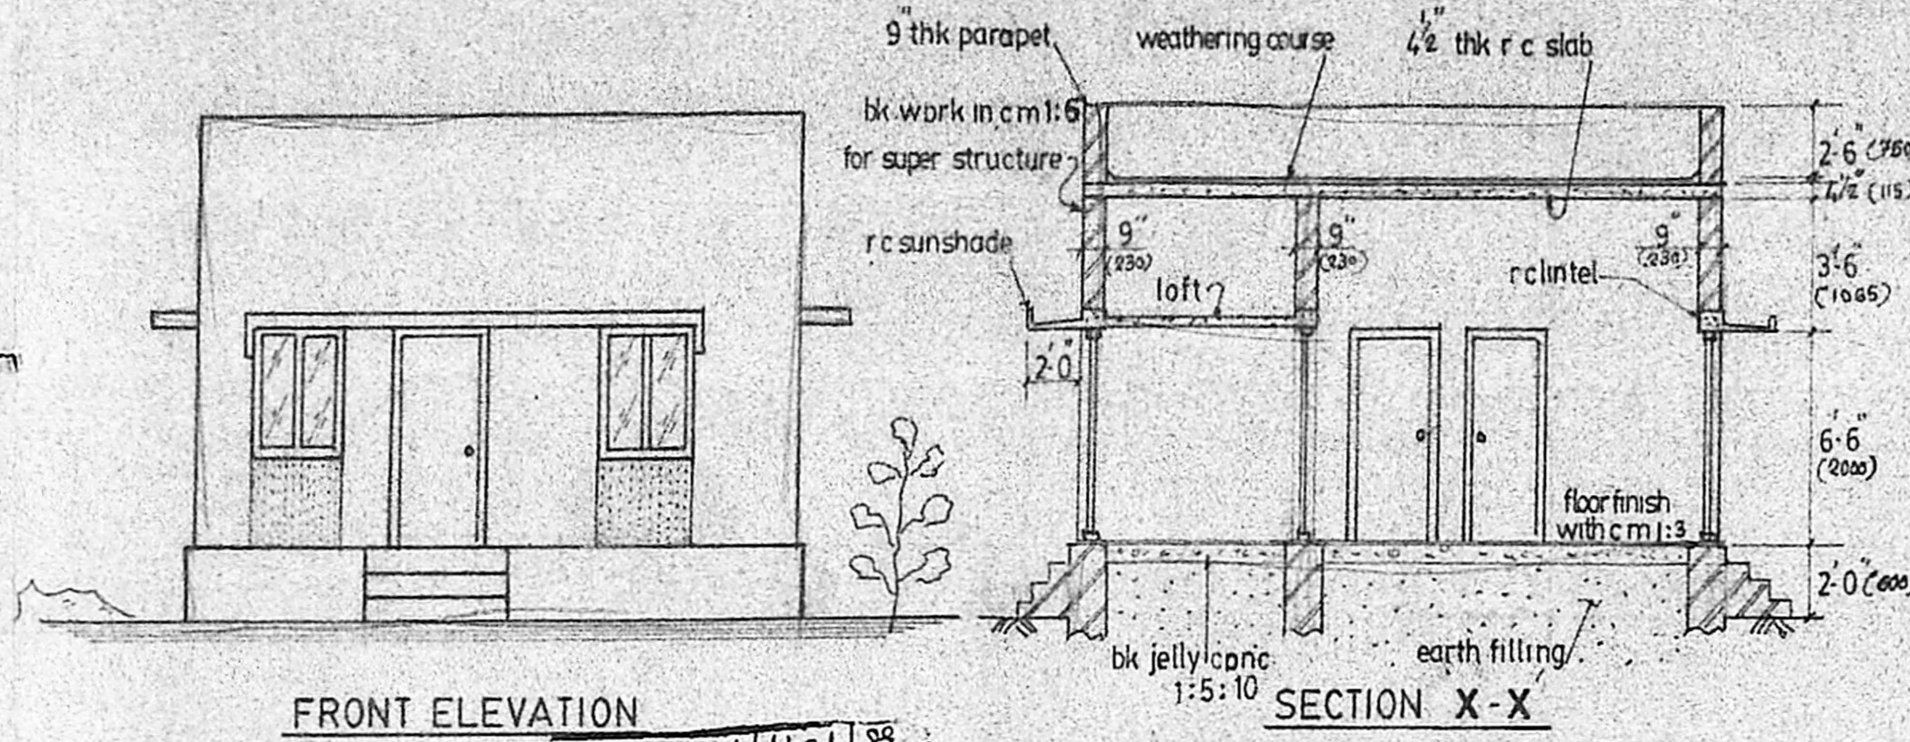 9" thk parapet
weathering course
4½" thk r c slab
bk work in c m 1:6
for super structure
r c sunshade
9"
(230)
9"
(230)
9"
(230)
loft
r c lintel
2'-0"
floor finish
with c m 1:3
2'-6" (750
4½" (115)
3'-6"
(1065)
6'-6"
(2000)
2'-0" (600)
bk jelly conc
1:5:10
earth filling
FRONT ELEVATION
SECTION X-X